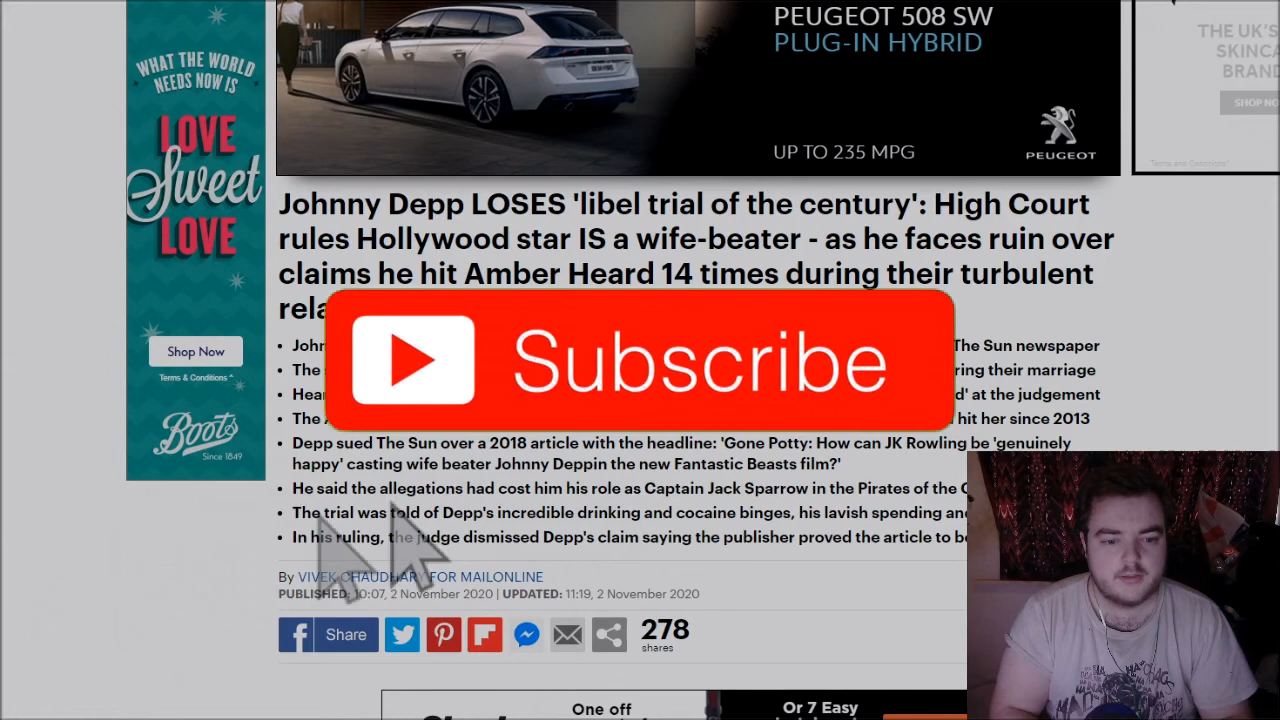 WHAT THE WORLD
NEEDS NOW IS
LOVE
Sweet
LOVE
Shop Now
Terms & Conditions ^
Boots
Since 1849
PEUGEOT 508 SW
PLUG-IN HYBRID
UP TO 235 MPG
PEUGEOT
THE UK'S
SKINCA
BRAND
SHOP NO
Terms and Conditions*
Johnny Depp LOSES 'libel trial of the century': High Court
rules Hollywood star IS a wife-beater - as he faces ruin over
claims he hit Amber Heard 14 times during their turbulent
rela
Subscribe
• John The Sun newspaper
• The ring their marriage
• Hear d' at the judgement
• The hit her since 2013
• Depp sued The Sun over a 2018 article with the headline: 'Gone Potty: How can JK Rowling be 'genuinely
happy' casting wife beater Johnny Deppin the new Fantastic Beasts film?'
• He said the allegations had cost him his role as Captain Jack Sparrow in the Pirates of the C
• The trial was told of Depp's incredible drinking and cocaine binges, his lavish spending and
• In his ruling, the judge dismissed Depp's claim saying the publisher proved the article to be
By VIVEK CHAUDHARY FOR MAILONLINE
PUBLISHED: 10:07, 2 November 2020 | UPDATED: 11:19, 2 November 2020
Share
278
shares
One off
Or 7 Easy